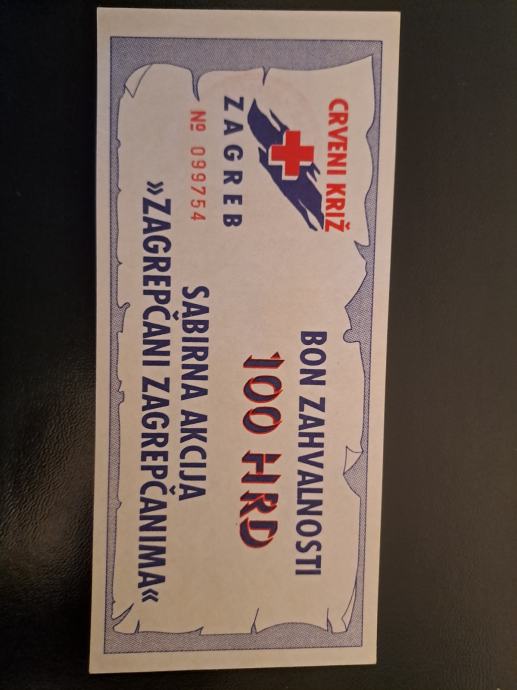 CRVENI KRIŽ
ZAGREB
Nº 099754
BON ZAHVALNOSTI
100 HRD
SABIRNA AKCIJA
»ZAGREPČANI ZAGREPČANIMA«